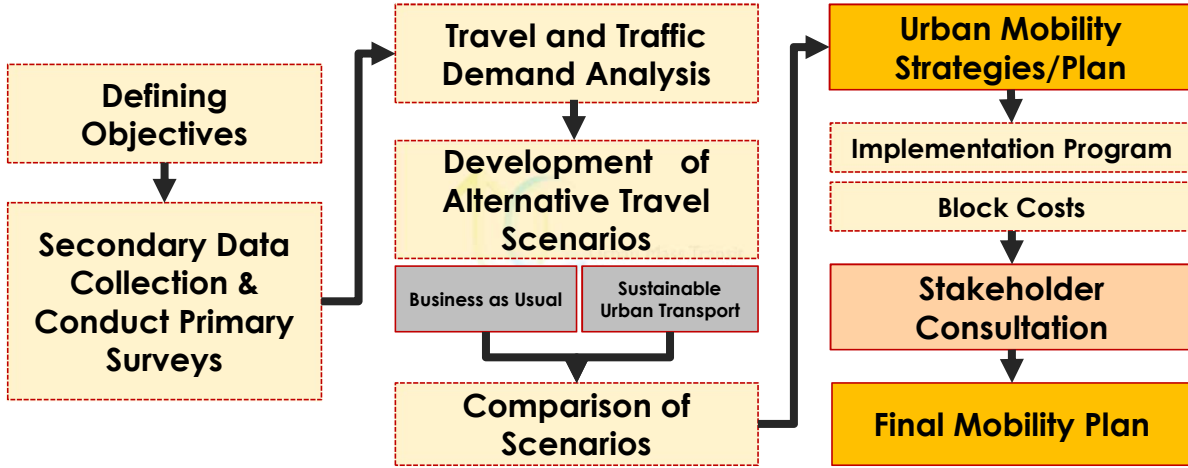 Defining
Objectives
Secondary Data
Collection &
Conduct Primary
Surveys
Travel and Traffic
Demand Analysis
Development of
Alternative Travel
Scenarios
Business as Usual
Sustainable
Urban Transport
Comparison of
Scenarios
Urban Mobility
Strategies/Plan
Implementation Program
Block Costs
Stakeholder
Consultation
Final Mobility Plan